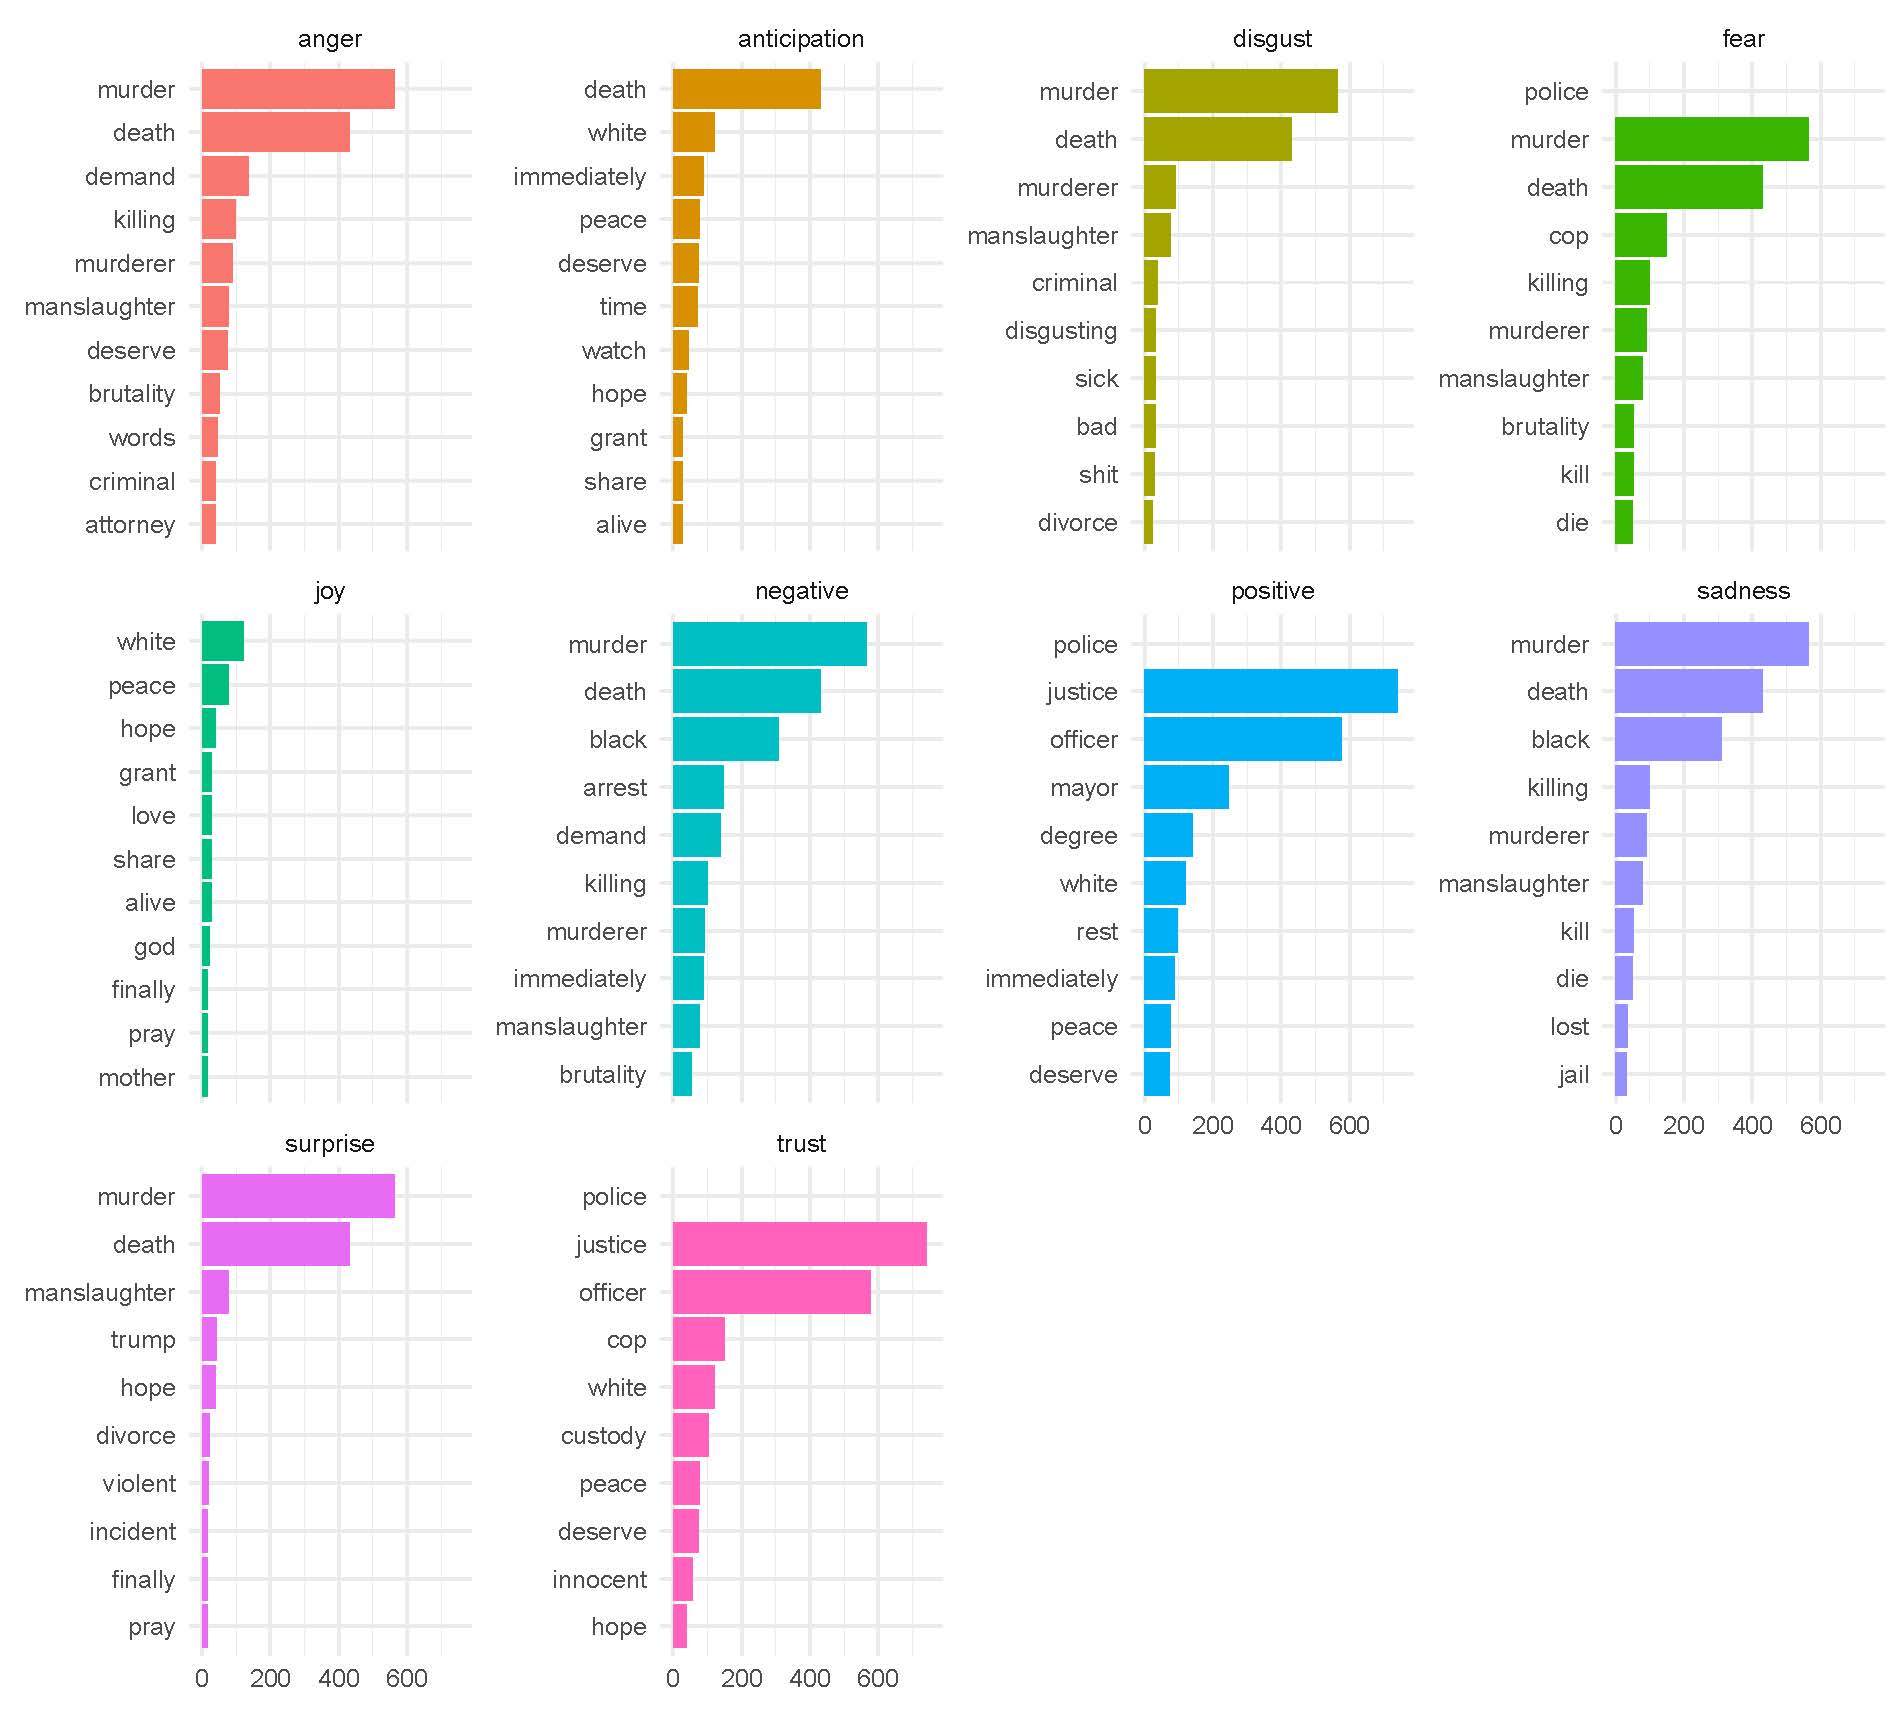 anger
murder
death
demand
killing
murderer
manslaughter
deserve
brutality
words
criminal
attorney
anticipation
death
white
immediately
peace
deserve
time
watch
hope
grant
share
alive
disgust
murder
death
murderer
manslaughter
criminal
disgusting
sick
bad
shit
divorce
fear
police
murder
death
cop
killing
murderer
manslaughter
brutality
kill
die
joy
white
peace
hope
grant
love
share
alive
god
finally
pray
mother
negative
murder
death
black
arrest
demand
killing
murderer
immediately
manslaughter
brutality
positive
police
justice
officer
mayor
degree
white
rest
immediately
peace
deserve
0 200 400 600
sadness
murder
death
black
killing
murderer
manslaughter
kill
die
lost
jail
0 200 400 600
surprise
murder
death
manslaughter
trump
hope
divorce
violent
incident
finally
pray
0 200 400 600
trust
police
justice
officer
cop
white
custody
peace
deserve
innocent
hope
0 200 400 600